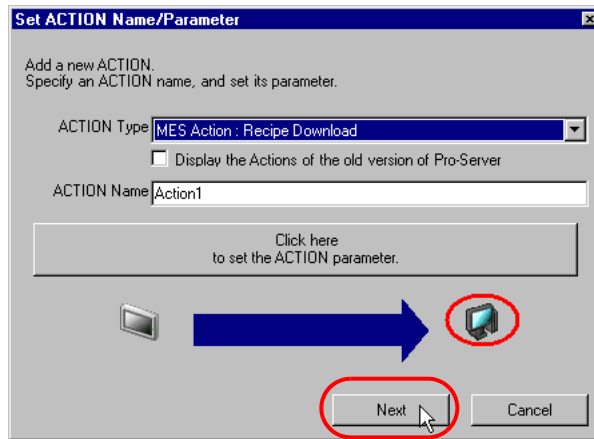 Set ACTION Name/Parameter
Add a new ACTION.
Specify an ACTION name, and set its parameter.
ACTION Type MES Action : Recipe Download
Display the Actions of the old version of Pro-Server
ACTION Name Action1
Click here
to set the ACTION parameter.
Next Cancel